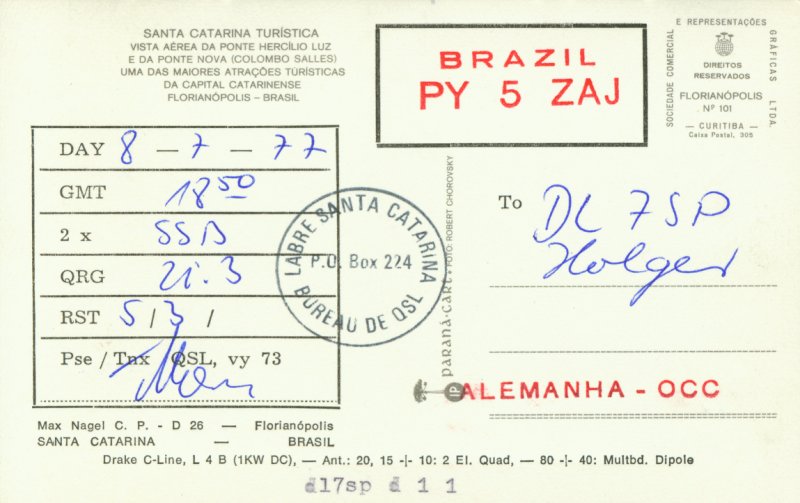 SANTA CATARINA TURÍSTICA
VISTA AÉREA DA PONTE HERCÍLIO LUZ
E DA PONTE NOVA (COLOMBO SALLES)
UMA DAS MAIORES ATRAÇÕES TURÍSTICAS
DA CAPITAL CATARINENSE
FLORIANÓPOLIS – BRASIL
BRAZIL
PY 5 ZAJ
SOCIEDADE COMERCIAL
E REPRESENTAÇÕES
GRÁFICAS LTDA
DIREITOS
RESERVADOS
FLORIANÓPOLIS
Nº 101
— CURITIBA —
Caixa Postal, 305
DAY 8 — 7 — 77
GMT 18 50
2 x SSB
QRG 21.3
RST 5 / 3 /
Pse / Tnx QSL, vy 73
LABRE SANTA CATARINA
P.O. Box 224
BUREAU DE QSL
PARANÁ-CART • FOTO: ROBERT CHOROVSKY
IP
To DL 7SP
Holger
ALEMANHA - OCC
Max Nagel C. P. - D 26 — Florianópolis
SANTA CATARINA — BRASIL
Drake C-Line, L 4 B (1KW DC), — Ant.: 20, 15 -|- 10: 2 El. Quad, — 80 -|- 40: Multbd. Dipole
dl7sp d 1 1